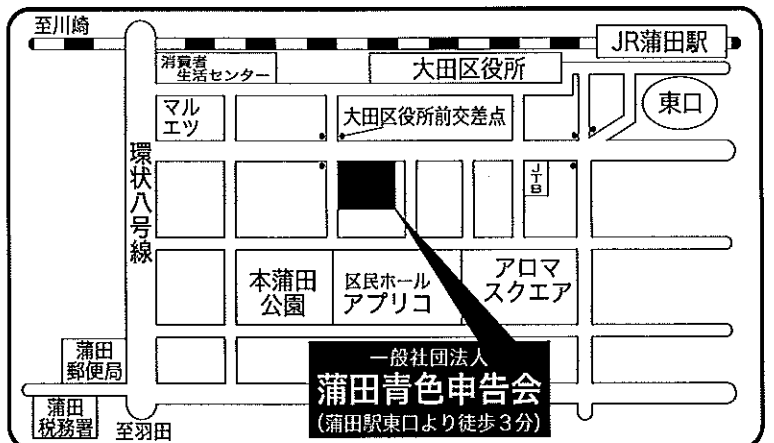 至川崎
JR蒲田駅
消費者
生活センター
大田区役所
東口
マル
エツ
大田区役所前交差点
環状八号線
JTB
本蒲田
公園
区民ホール
アプリコ
アロマ
スクエア
蒲田
郵便局
一般社団法人
蒲田青色申告会
(蒲田駅東口より徒歩3分)
蒲田
税務署
至羽田